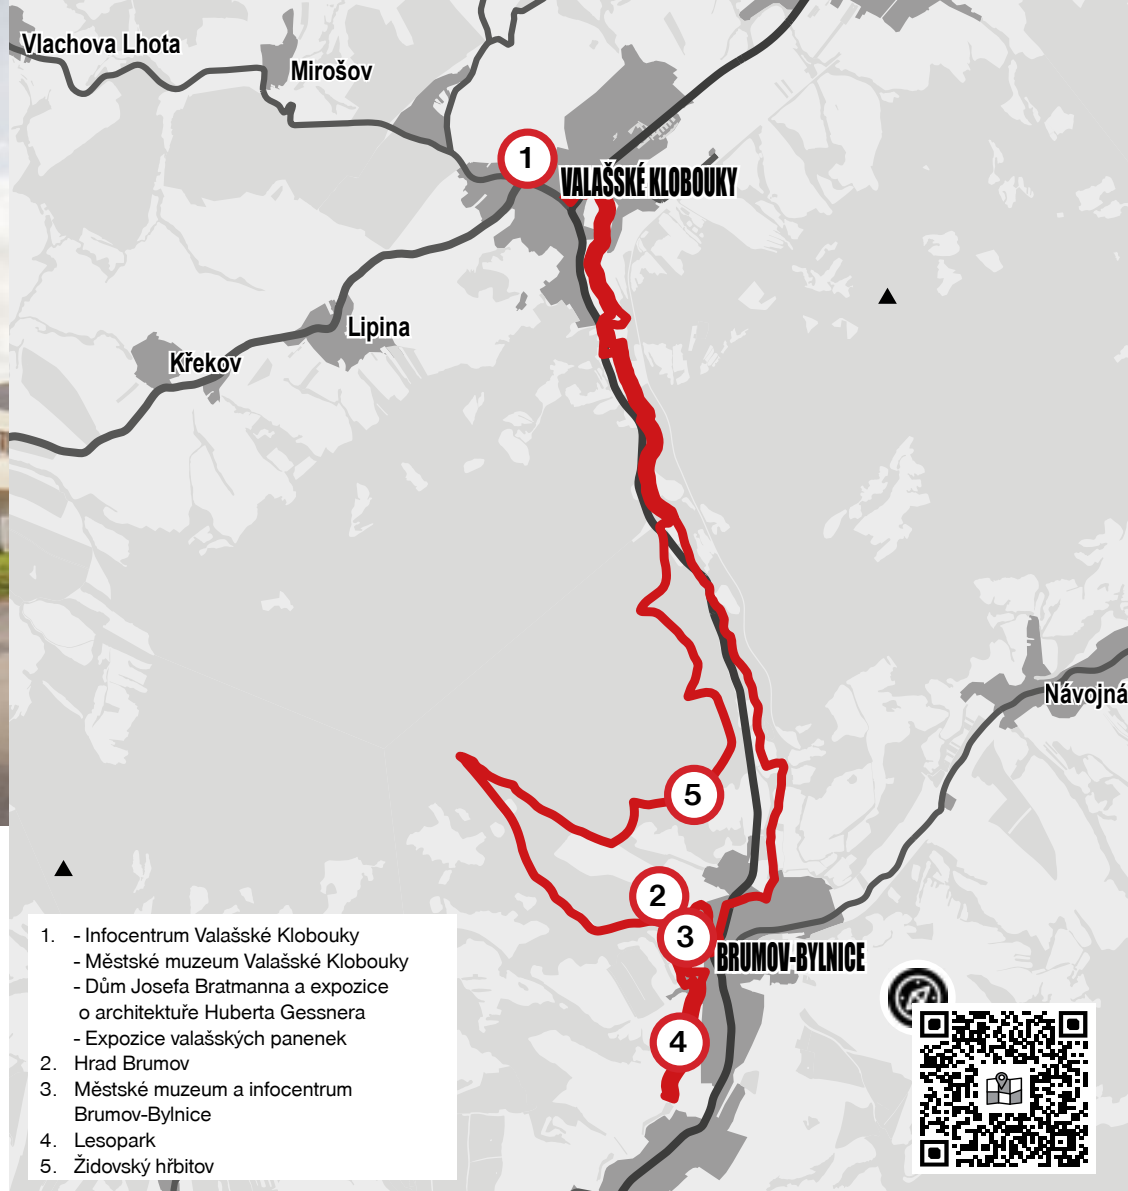 Vlachova Lhota
Mirošov
1
VALAŠSKÉ KLOBOUKY
Lipina
Křekov
Návojná
5
2
3
BRUMOV-BYLNICE
4
1. - Infocentrum Valašské Klobouky
- Městské muzeum Valašské Klobouky
- Dům Josefa Bratmanna a expozice
o architektuře Huberta Gessnera
- Expozice valašských panenek
2. Hrad Brumov
3. Městské muzeum a infocentrum
Brumov-Bylnice
4. Lesopark
5. Židovský hřbitov